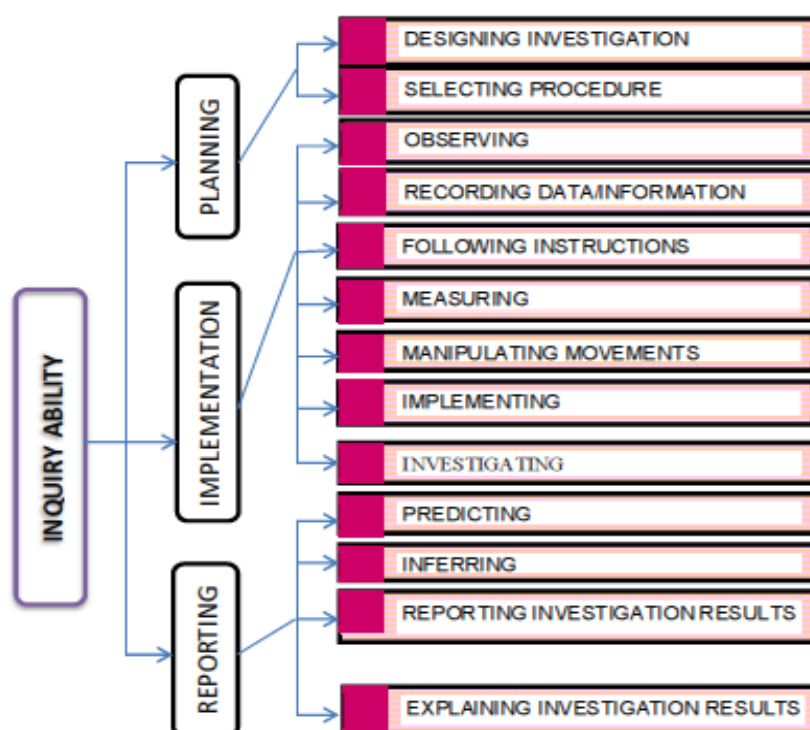 INQUIRY ABILITY
PLANNING
DESIGNING INVESTIGATION
SELECTING PROCEDURE
IMPLEMENTATION
OBSERVING
RECORDING DATA/INFORMATION
FOLLOWING INSTRUCTIONS
MEASURING
MANIPULATING MOVEMENTS
IMPLEMENTING
INVESTIGATING
REPORTING
PREDICTING
INFERRING
REPORTING INVESTIGATION RESULTS
EXPLAINING INVESTIGATION RESULTS